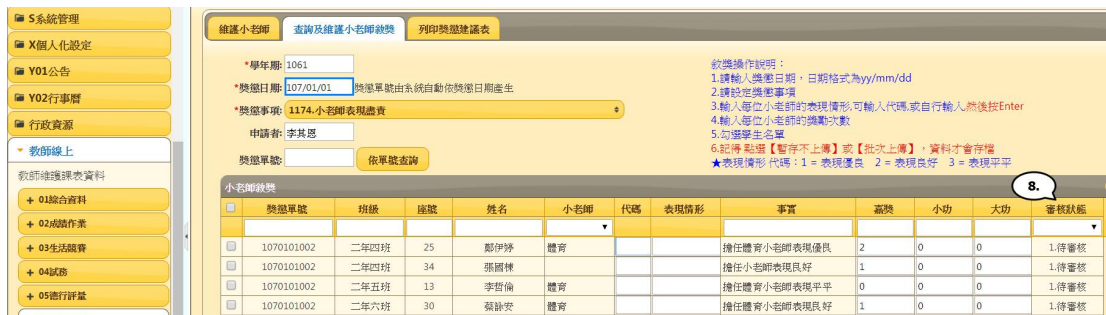 S系統管理
X個人化設定
Y01公告
Y02行事曆
行政資源
教師線上
教師維護課表資料
+ 01綜合資料
+ 02成績作業
+ 03生活競賽
+ 04試務
+ 05德行評量
維護小老師 查詢及維護小老師敘獎 列印獎懲建議表
*學年期: 1061
*獎懲日期: 107/01/01 獎懲單號由系統自動依獎懲日期產生
*獎懲事項: 1174.小老師表現盡責
申請者: 李其恩
獎懲單號: 依單號查詢
敘獎操作說明：
1.請輸入獎懲日期，日期格式為yy/mm/dd
2.請設定獎懲事項
3.輸入每位小老師的表現情形,可輸入代碼,或自行輸入,然後按Enter
4.輸入每位小老師的獎勵次數
5.勾選學生名單
6.記得 點選【暫存不上傳】或【批次上傳】，資料才會存檔
★表現情形 代碼：1 = 表現優良 2 = 表現良好 3 = 表現平平
小老師敘獎
8.
獎懲單號 班級 座號 姓名 小老師 代碼 表現情形 事實 嘉獎 小功 大功 審核狀態
1070101002 二年四班 25 鄭伊婷 體育 擔任體育小老師表現優良 2 0 0 1.待審核
1070101002 二年四班 34 張國棟 擔任小老師表現良好 1 0 0 1.待審核
1070101002 二年五班 13 李哲倫 體育 擔任體育小老師表現平平 0 0 0 1.待審核
1070101002 二年六班 30 蔡詠安 體育 擔任體育小老師表現良好 1 0 0 1.待審核